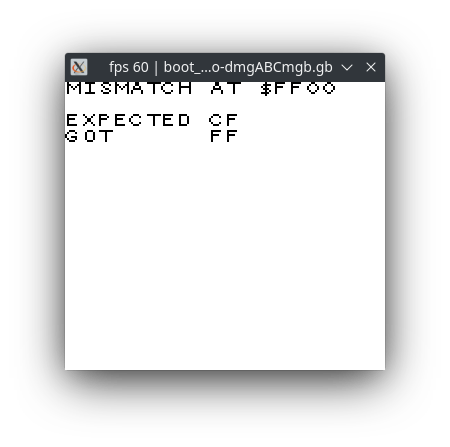 fps 60 | boot_...o-dmgABCmgb.gb
MISMATCH AT $FF00
EXPECTED CF
GOT FF